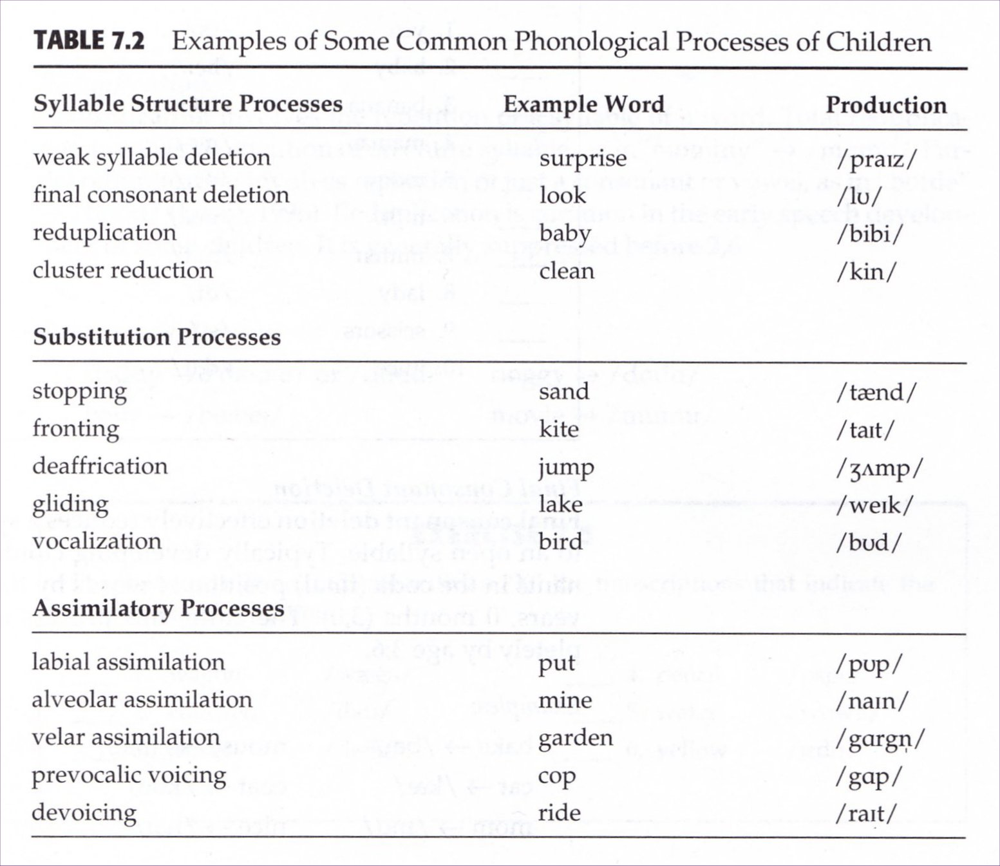 TABLE 7.2 Examples of Some Common Phonological Processes of Children
Syllable Structure Processes Example Word Production
weak syllable deletion surprise /praɪz/
final consonant deletion look /lʊ/
reduplication baby /bibi/
cluster reduction clean /kin/
Substitution Processes
stopping sand /tænd/
fronting kite /taɪt/
deaffrication jump /ʒʌmp/
gliding lake /weɪk/
vocalization bird /bʊd/
Assimilatory Processes
labial assimilation put /pʊp/
alveolar assimilation mine /naɪn/
velar assimilation garden /gɑrgn̩/
prevocalic voicing cop /gɑp/
devoicing ride /raɪt/